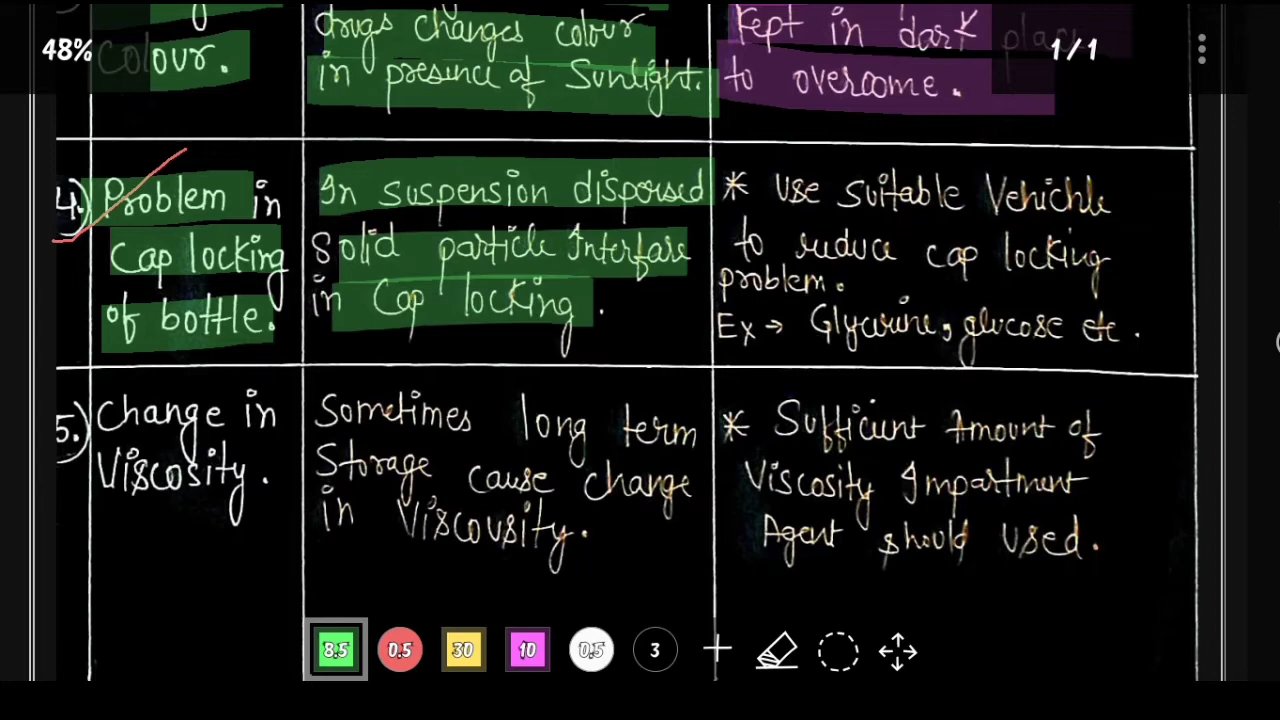 48%
1/1
colour.
drugs changes colour
in presence of Sunlight.
kept in dark place
to overcome.
4.) Problem in
Cap locking
of bottle.
In suspension disporsed
Solid particle Interfare
in Cap locking.
* Use Suitable Vehichle
to reduce cap locking
problem.
Ex → Glycerine, glucose etc.
5.) Change in
Viscosity.
Sometimes long term
Storage cause change
in Viscousity.
* Sufficient Amount of
Viscosity Impartment
Agent should used.
8.5 0.5 30 10 0.5 3